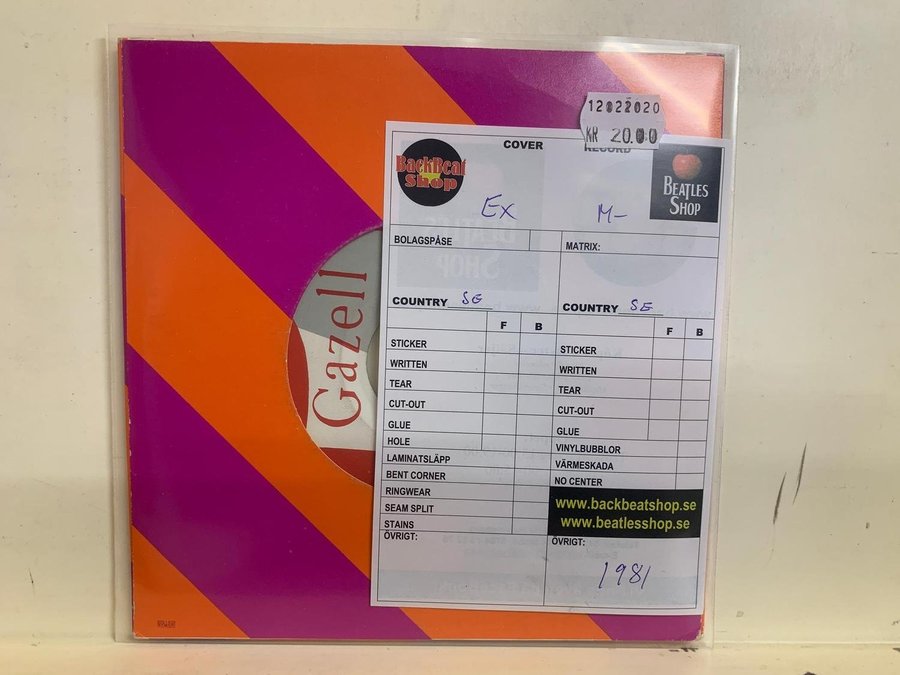 12022020
KR 20.00
COVER
RECORD
BackBeat
Shop
BEATLES
SHOP
EX
M-
BOLAGSPÅSE
MATRIX:
COUNTRY SE
COUNTRY SE
F B
F B
STICKER
STICKER
WRITTEN
WRITTEN
TEAR
TEAR
CUT-OUT
CUT-OUT
GLUE
GLUE
HOLE
VINYLBUBBLOR
LAMINATSLÄPP
VÄRMESKADA
BENT CORNER
NO CENTER
RINGWEAR
SEAM SPLIT
STAINS
www.backbeatshop.se
www.beatlesshop.se
ÖVRIGT:
ÖVRIGT:
1981
Gazell